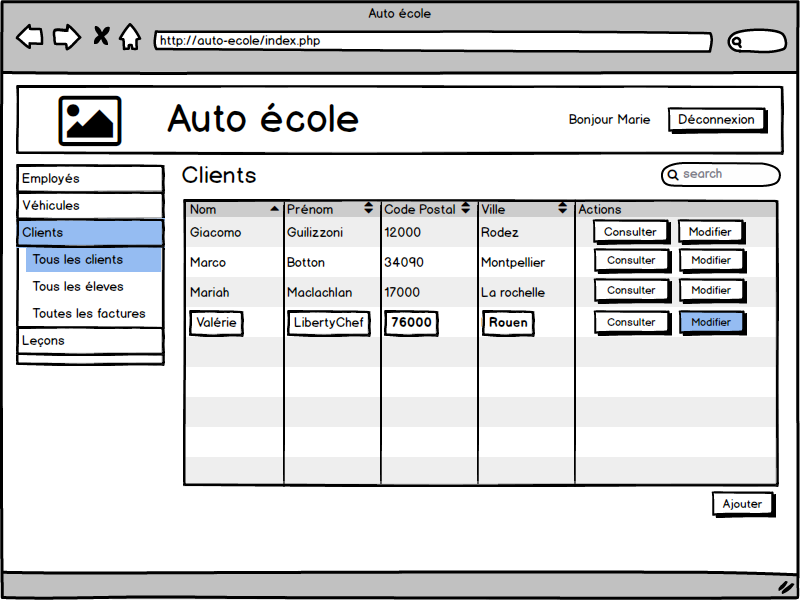 Auto école
http://auto-ecole/index.php
Auto école
Bonjour Marie
Déconnexion
Employés
Véhicules
Clients
Tous les clients
Tous les éleves
Toutes les factures
Leçons
Clients
search
Nom Prénom Code Postal Ville Actions
Giacomo Guilizzoni 12000 Rodez Consulter Modifier
Marco Botton 34090 Montpellier Consulter Modifier
Mariah Maclachlan 17000 La rochelle Consulter Modifier
Valérie LibertyChef 76000 Rouen Consulter Modifier
Ajouter